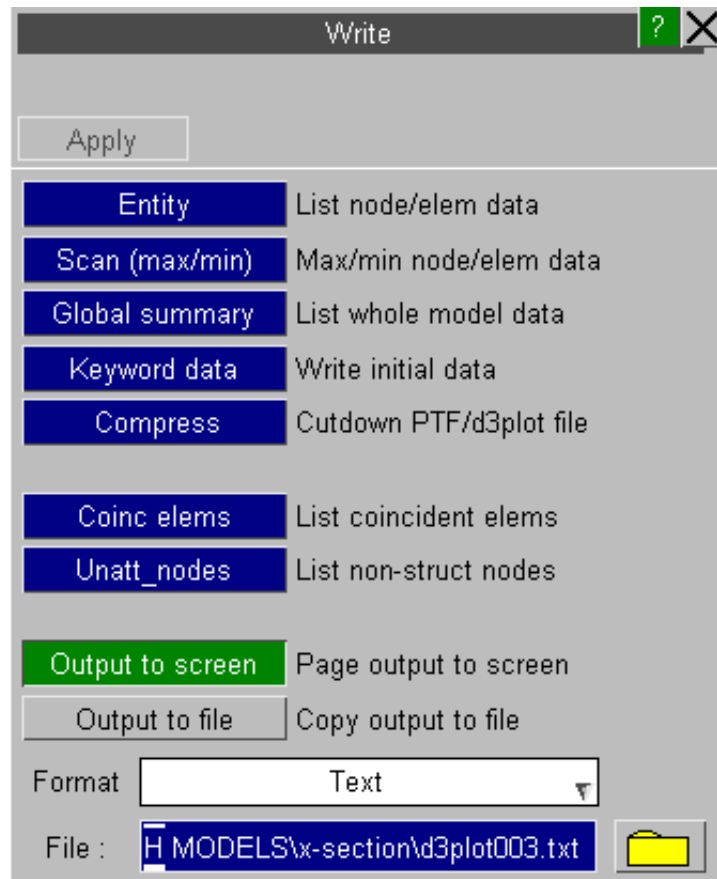 Write ?
Apply
Entity List node/elem data
Scan (max/min) Max/min node/elem data
Global summary List whole model data
Keyword data Write initial data
Compress Cutdown PTF/d3plot file
Coinc elems List coincident elems
Unatt_nodes List non-struct nodes
Output to screen Page output to screen
Output to file Copy output to file
Format Text
File : H MODELS\x-section\d3plot003.txt